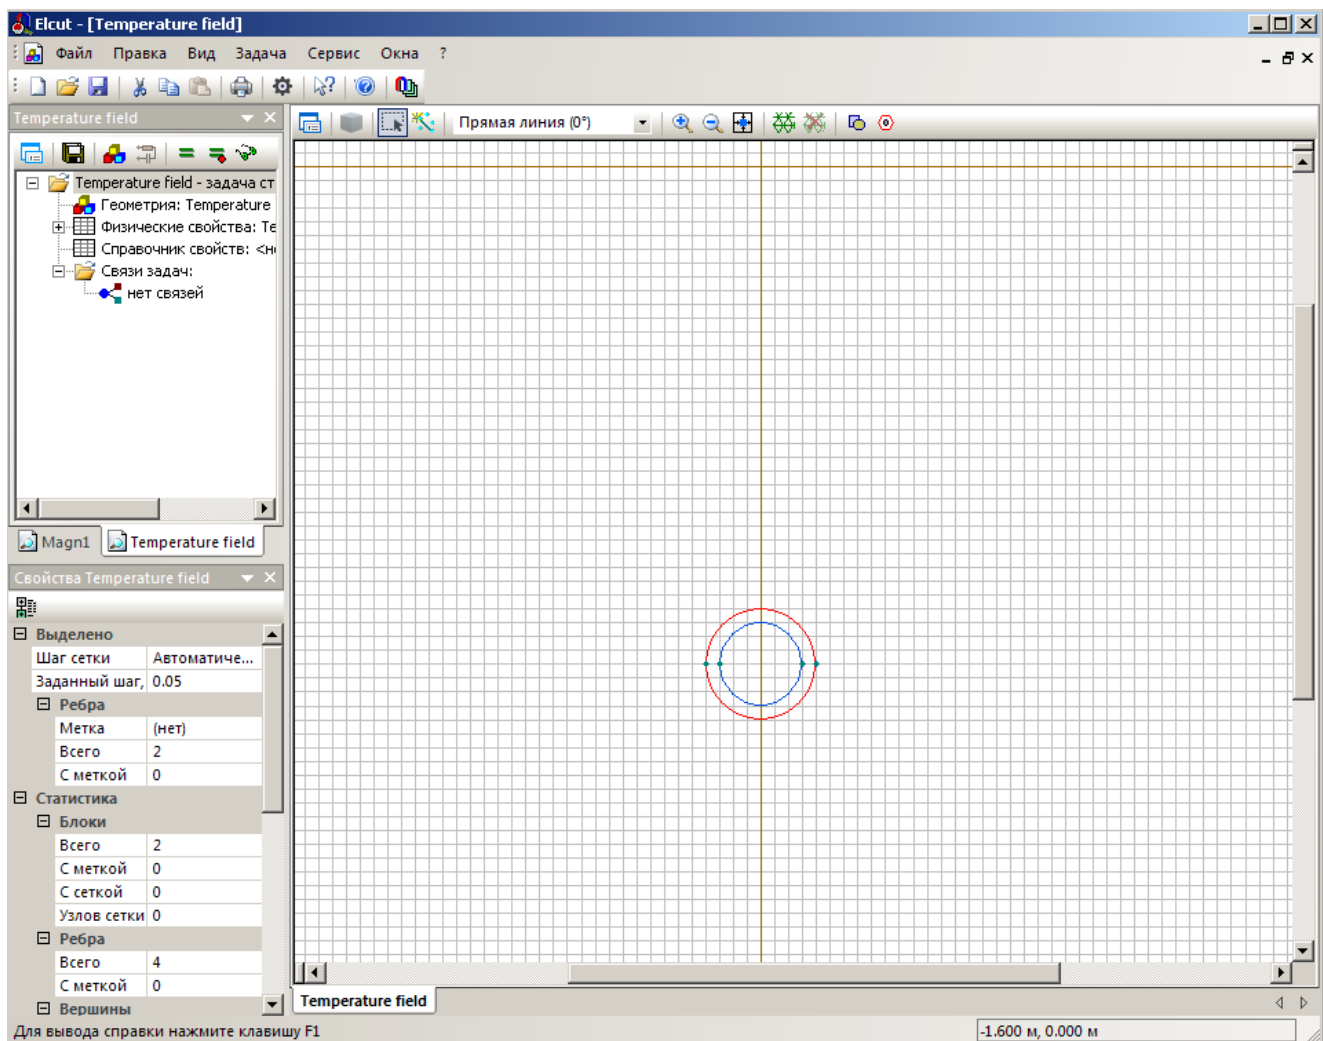 Elcut - [Temperature field]
Файл Правка Вид Задача Сервис Окна ?
Temperature field
Прямая линия (0°)
Temperature field - задача ст
Геометрия: Temperature
Физические свойства: Te
Справочник свойств: <н
Связи задач:
нет связей
Magn1 Temperature field
Свойства Temperature field
Выделено
Шаг сетки Автоматиче...
Заданный шаг, 0.05
Ребра
Метка (нет)
Всего 2
С меткой 0
Статистика
Блоки
Всего 2
С меткой 0
С сеткой 0
Узлов сетки 0
Ребра
Всего 4
С меткой 0
Вершины
Temperature field
Для вывода справки нажмите клавишу F1
-1.600 м, 0.000 м